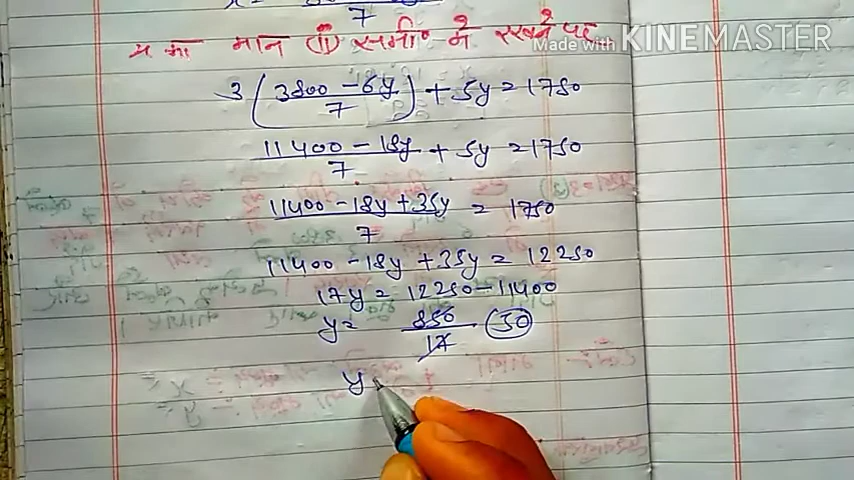 7
x का मान (ii) समी० में रखने पर
Made with KINEMASTER
3 ( 3800 - 6y / 7 ) + 5y = 1750
11400 - 18y / 7 + 5y = 1750
11400 - 18y + 35y / 7 = 1750
11400 - 18y + 35y = 12250
17y = 12250 - 11400
y = 850 / 17 50
y